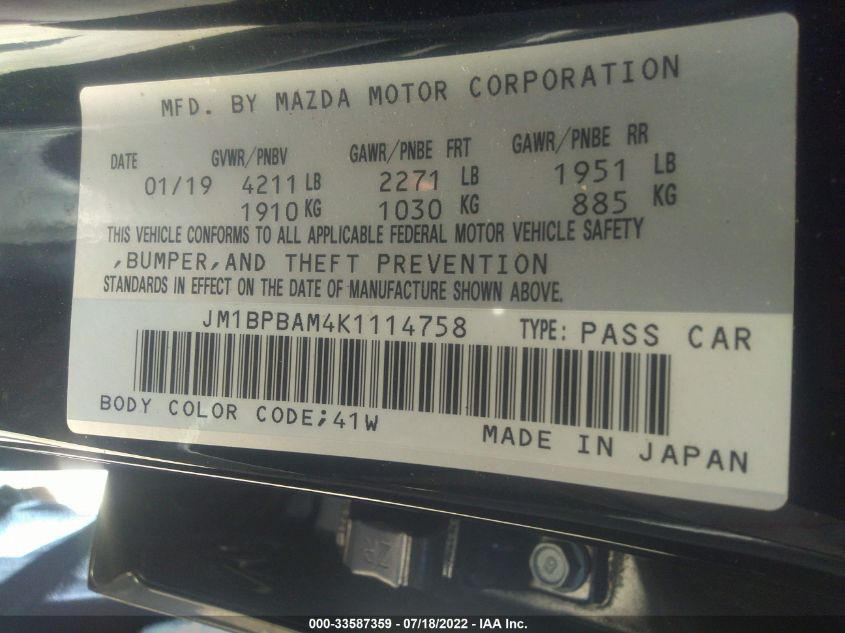 MFD. BY MAZDA MOTOR CORPORATION
DATE GVWR/PNBV GAWR/PNBE FRT GAWR/PNBE RR
01/19 4211 LB 2271 LB 1951 LB
1910 KG 1030 KG 885 KG
THIS VEHICLE CONFORMS TO ALL APPLICABLE FEDERAL MOTOR VEHICLE SAFETY
,BUMPER,AND THEFT PREVENTION
STANDARDS IN EFFECT ON THE DATE OF MANUFACTURE SHOWN ABOVE.
JM1BPBAM4K1114758 TYPE: PASS CAR
BODY COLOR CODE;41W
MADE IN JAPAN
000-33587359 - 07/18/2022 - IAA Inc.